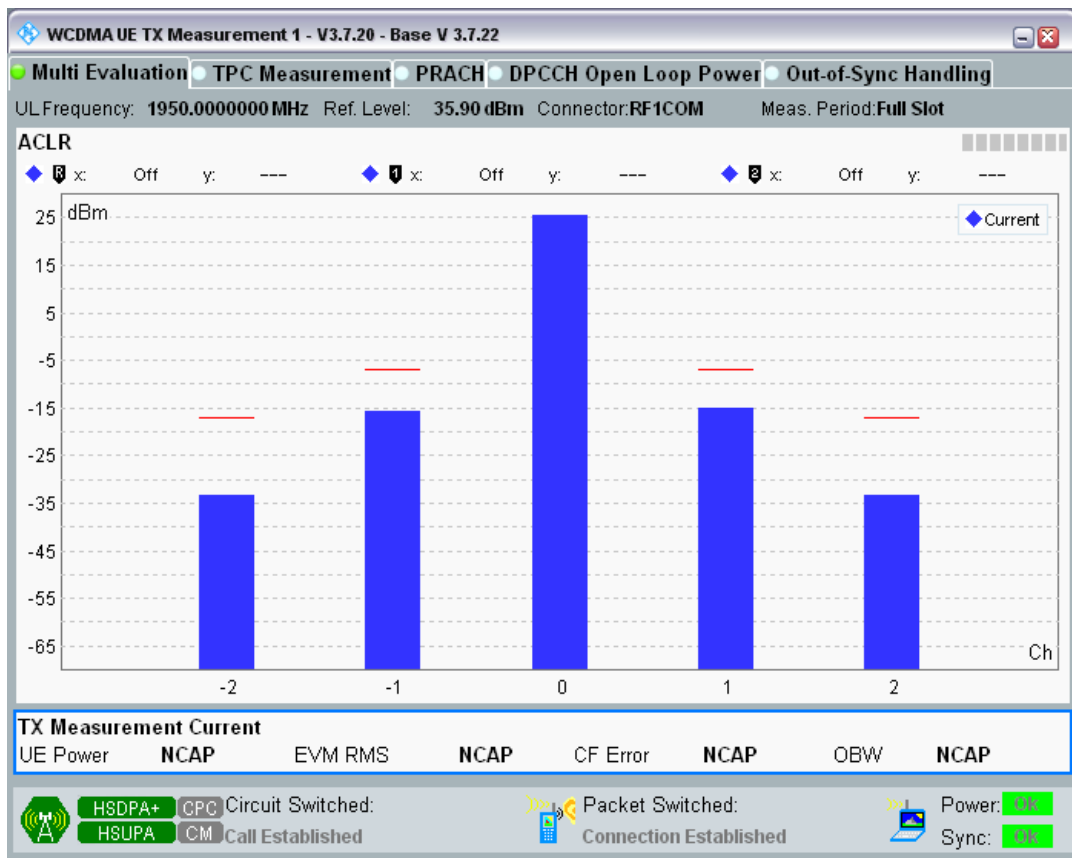 WCDMA UE TX Measurement 1 - V3.7.20 - Base V 3.7.22
Multi Evaluation TPC Measurement PRACH DPCCH Open Loop Power Out-of-Sync Handling
UL Frequency: 1950.0000000 MHz Ref. Level: 35.90 dBm Connector:RF1COM Meas. Period:Full Slot
ACLR
R x: Off y: --- 1 x: Off y: --- 2 x: Off y: ---
dBm
Current
25
15
5
-5
-15
-25
-35
-45
-55
-65
Ch
-2 -1 0 1 2
TX Measurement Current
UE Power NCAP EVM RMS NCAP CF Error NCAP OBW NCAP
HSDPA+ CPC Circuit Switched: Packet Switched: Power: Ok
HSUPA CM Call Established Connection Established Sync: Ok